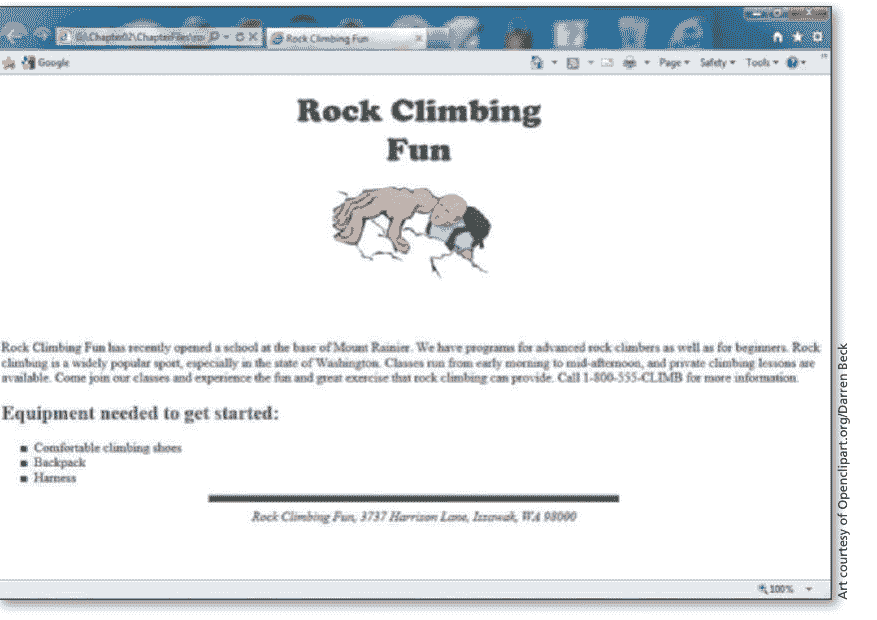 G:\Chapter02\ChapterFiles\
Rock Climbing Fun
Google
Page
Safety
Tools
Rock Climbing
Fun
Rock Climbing Fun has recently opened a school at the base of Mount Rainier. We have programs for advanced rock climbers as well as for beginners. Rock
climbing is a widely popular sport, especially in the state of Washington. Classes run from early morning to mid-afternoon, and private climbing lessons are
available. Come join our classes and experience the fun and great exercise that rock climbing can provide. Call 1-800-555-CLIMB for more information.
Equipment needed to get started:
Comfortable climbing shoes
Backpack
Harness
Rock Climbing Fun, 3737 Harrison Lane, WA 98000
100%
Art courtesy of Openclipart.org/Darren Beck